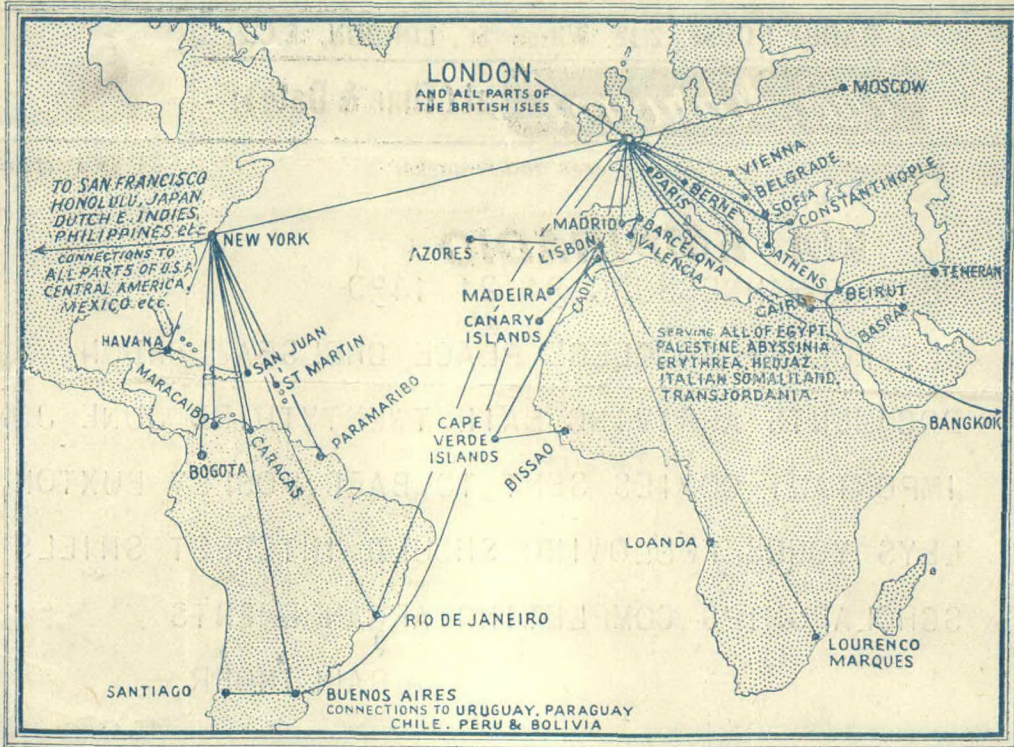 LONDON
AND ALL PARTS OF
THE BRITISH ISLES
MOSCOW
TO SAN FRANCISCO
HONOLULU, JAPAN
DUTCH E. INDIES,
PHILIPPINES etc
CONNECTIONS TO
ALL PARTS OF U.S.A.
CENTRAL AMERICA,
MEXICO. etc.
NEW YORK
VIENNA
BELGRADE
SOFIA
CONSTANTINOPLE
PARIS
BERNE
ATHENS
MADRID
BARCELONA
VALENCIA
LISBON
CADIZ
AZORES
MADEIRA
CANARY
ISLANDS
CAIRO
BEIRUT
TEHERAN
BASRA
SERVING ALL OF EGYPT,
PALESTINE, ABYSSINIA
ERYTHREA, HEDJAZ,
ITALIAN SOMALILAND,
TRANSJORDANIA.
BANGKOK
HAVANA
SAN JUAN
ST MARTIN
MARACAIBO
CARACAS
PARAMARIBO
BOGOTA
CAPE
VERDE
ISLANDS
BISSAO
LOANDA
LOURENCO
MARQUES
RIO DE JANEIRO
SANTIAGO
BUENOS AIRES
CONNECTIONS TO URUGUAY, PARAGUAY
CHILE. PERU & BOLIVIA